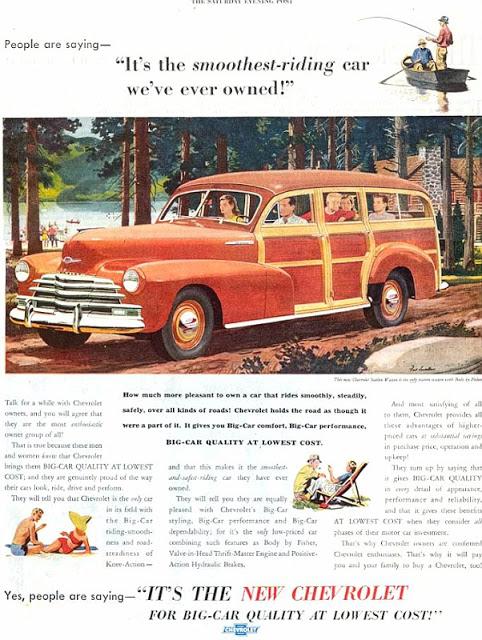 THE SATURDAY EVENING POST
People are saying—
“It's the smoothest-riding car
we've ever owned!”
This new Chevrolet Station Wagon is the only station wagon with Body by Fisher
How much more pleasant to own a car that rides smoothly, steadily,
safely, over all kinds of roads! Chevrolet holds the road as though it
were a part of it. It gives you Big-Car comfort, Big-Car performance,
BIG-CAR QUALITY AT LOWEST COST.
Talk for a while with Chevrolet
owners, and you will agree that
they are the most enthusiastic
owner group of all!
That is true because these men
and women know that Chevrolet
brings them BIG-CAR QUALITY AT LOWEST
COST; and they are genuinely proud of the way
their cars look, ride, drive and perform.
They will tell you that Chevrolet is the only car
in its field with
the Big-Car
riding-smooth-
ness and road-
steadiness of
Knee-Action—
and that this makes it the smoothest-
and-safest-riding car they have ever
owned.
They will tell you they are equally
pleased with Chevrolet's Big-Car
styling, Big-Car performance and Big-Car
dependability; for it's the only low-priced car
combining such features as Body by Fisher,
Valve-in-Head Thrift-Master Engine and Positive-
Action Hydraulic Brakes.
And most satisfying of all
to them, Chevrolet provides all
these advantages of higher-
priced cars at substantial savings
in purchase price, operation and
upkeep!
They sum up by saying that
it gives BIG-CAR QUALITY
in every detail of appearance,
performance and reliability,
and that it gives these benefits
AT LOWEST COST when they consider all
phases of their motor car investment.
That's why Chevrolet owners are confirmed
Chevrolet enthusiasts. That's why it will pay
you and your family to buy a Chevrolet, too!
Yes, people are saying—“IT'S THE NEW CHEVROLET
FOR BIG-CAR QUALITY AT LOWEST COST!”
CHEVROLET